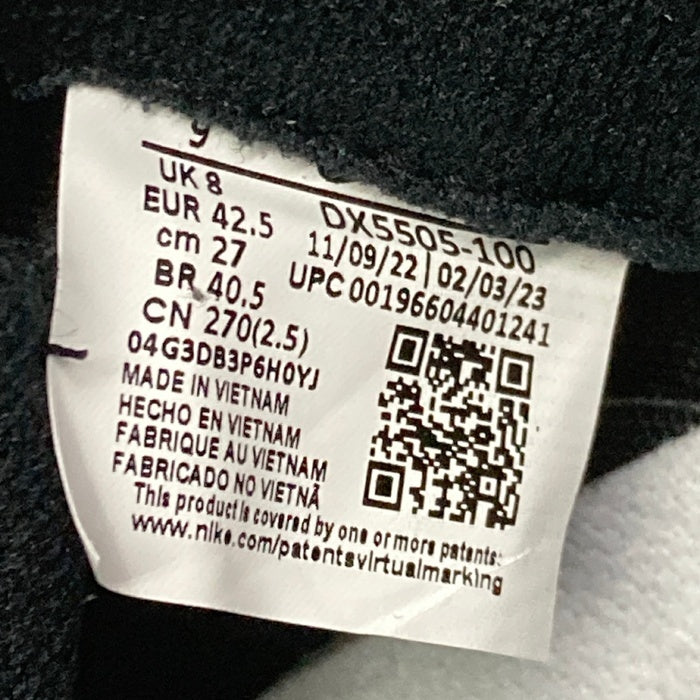 9
UK 8
EUR 42.5
cm 27
BR 40.5
CN 270(2.5)
DX5505-100
11/09/22 | 02/03/23
UPC 00196604401241
04G3DB3P6H0YJ
MADE IN VIETNAM
HECHO EN VIETNAM
FABRIQUE AU VIETNAM
FABRICADO NO VIETNÃ
This product is covered by one or more patents:
www.nike.com/patentsvirtualmarking